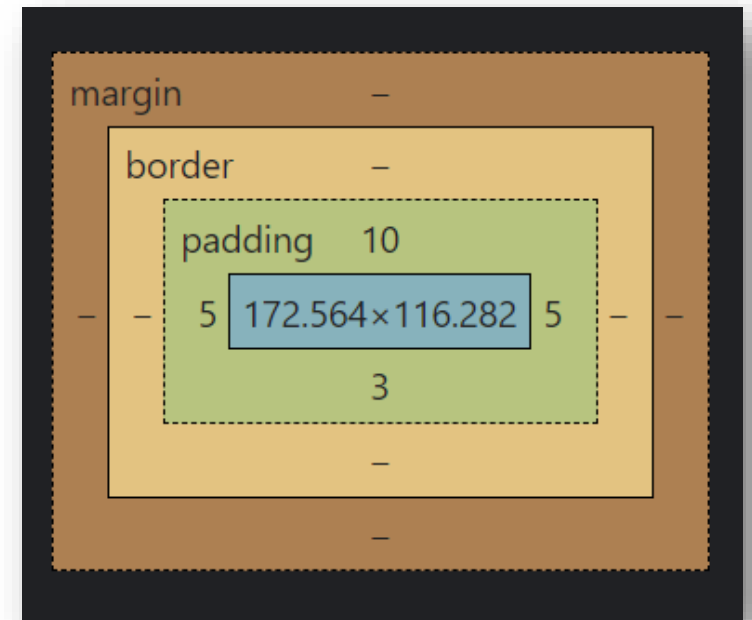 margin –
border –
padding 10
– – 5 172.564×116.282 5 – –
3
–
–